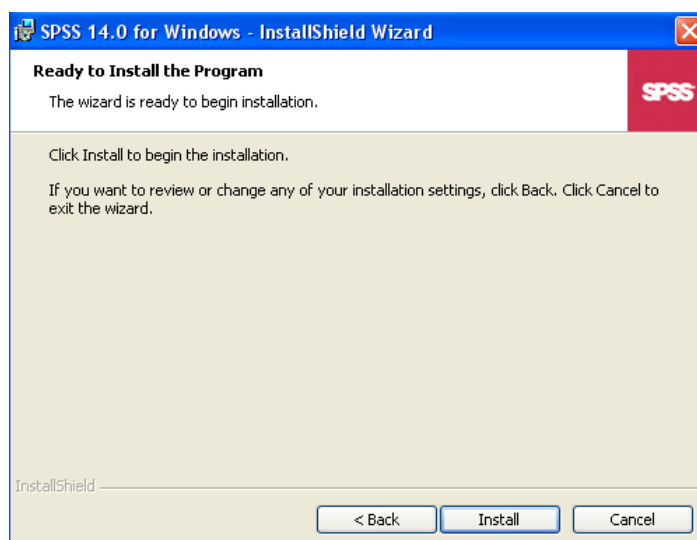 SPSS 14.0 for Windows - InstallShield Wizard
Ready to Install the Program
The wizard is ready to begin installation.
SPSS
Click Install to begin the installation.
If you want to review or change any of your installation settings, click Back. Click Cancel to
exit the wizard.
InstallShield
< Back
Install
Cancel